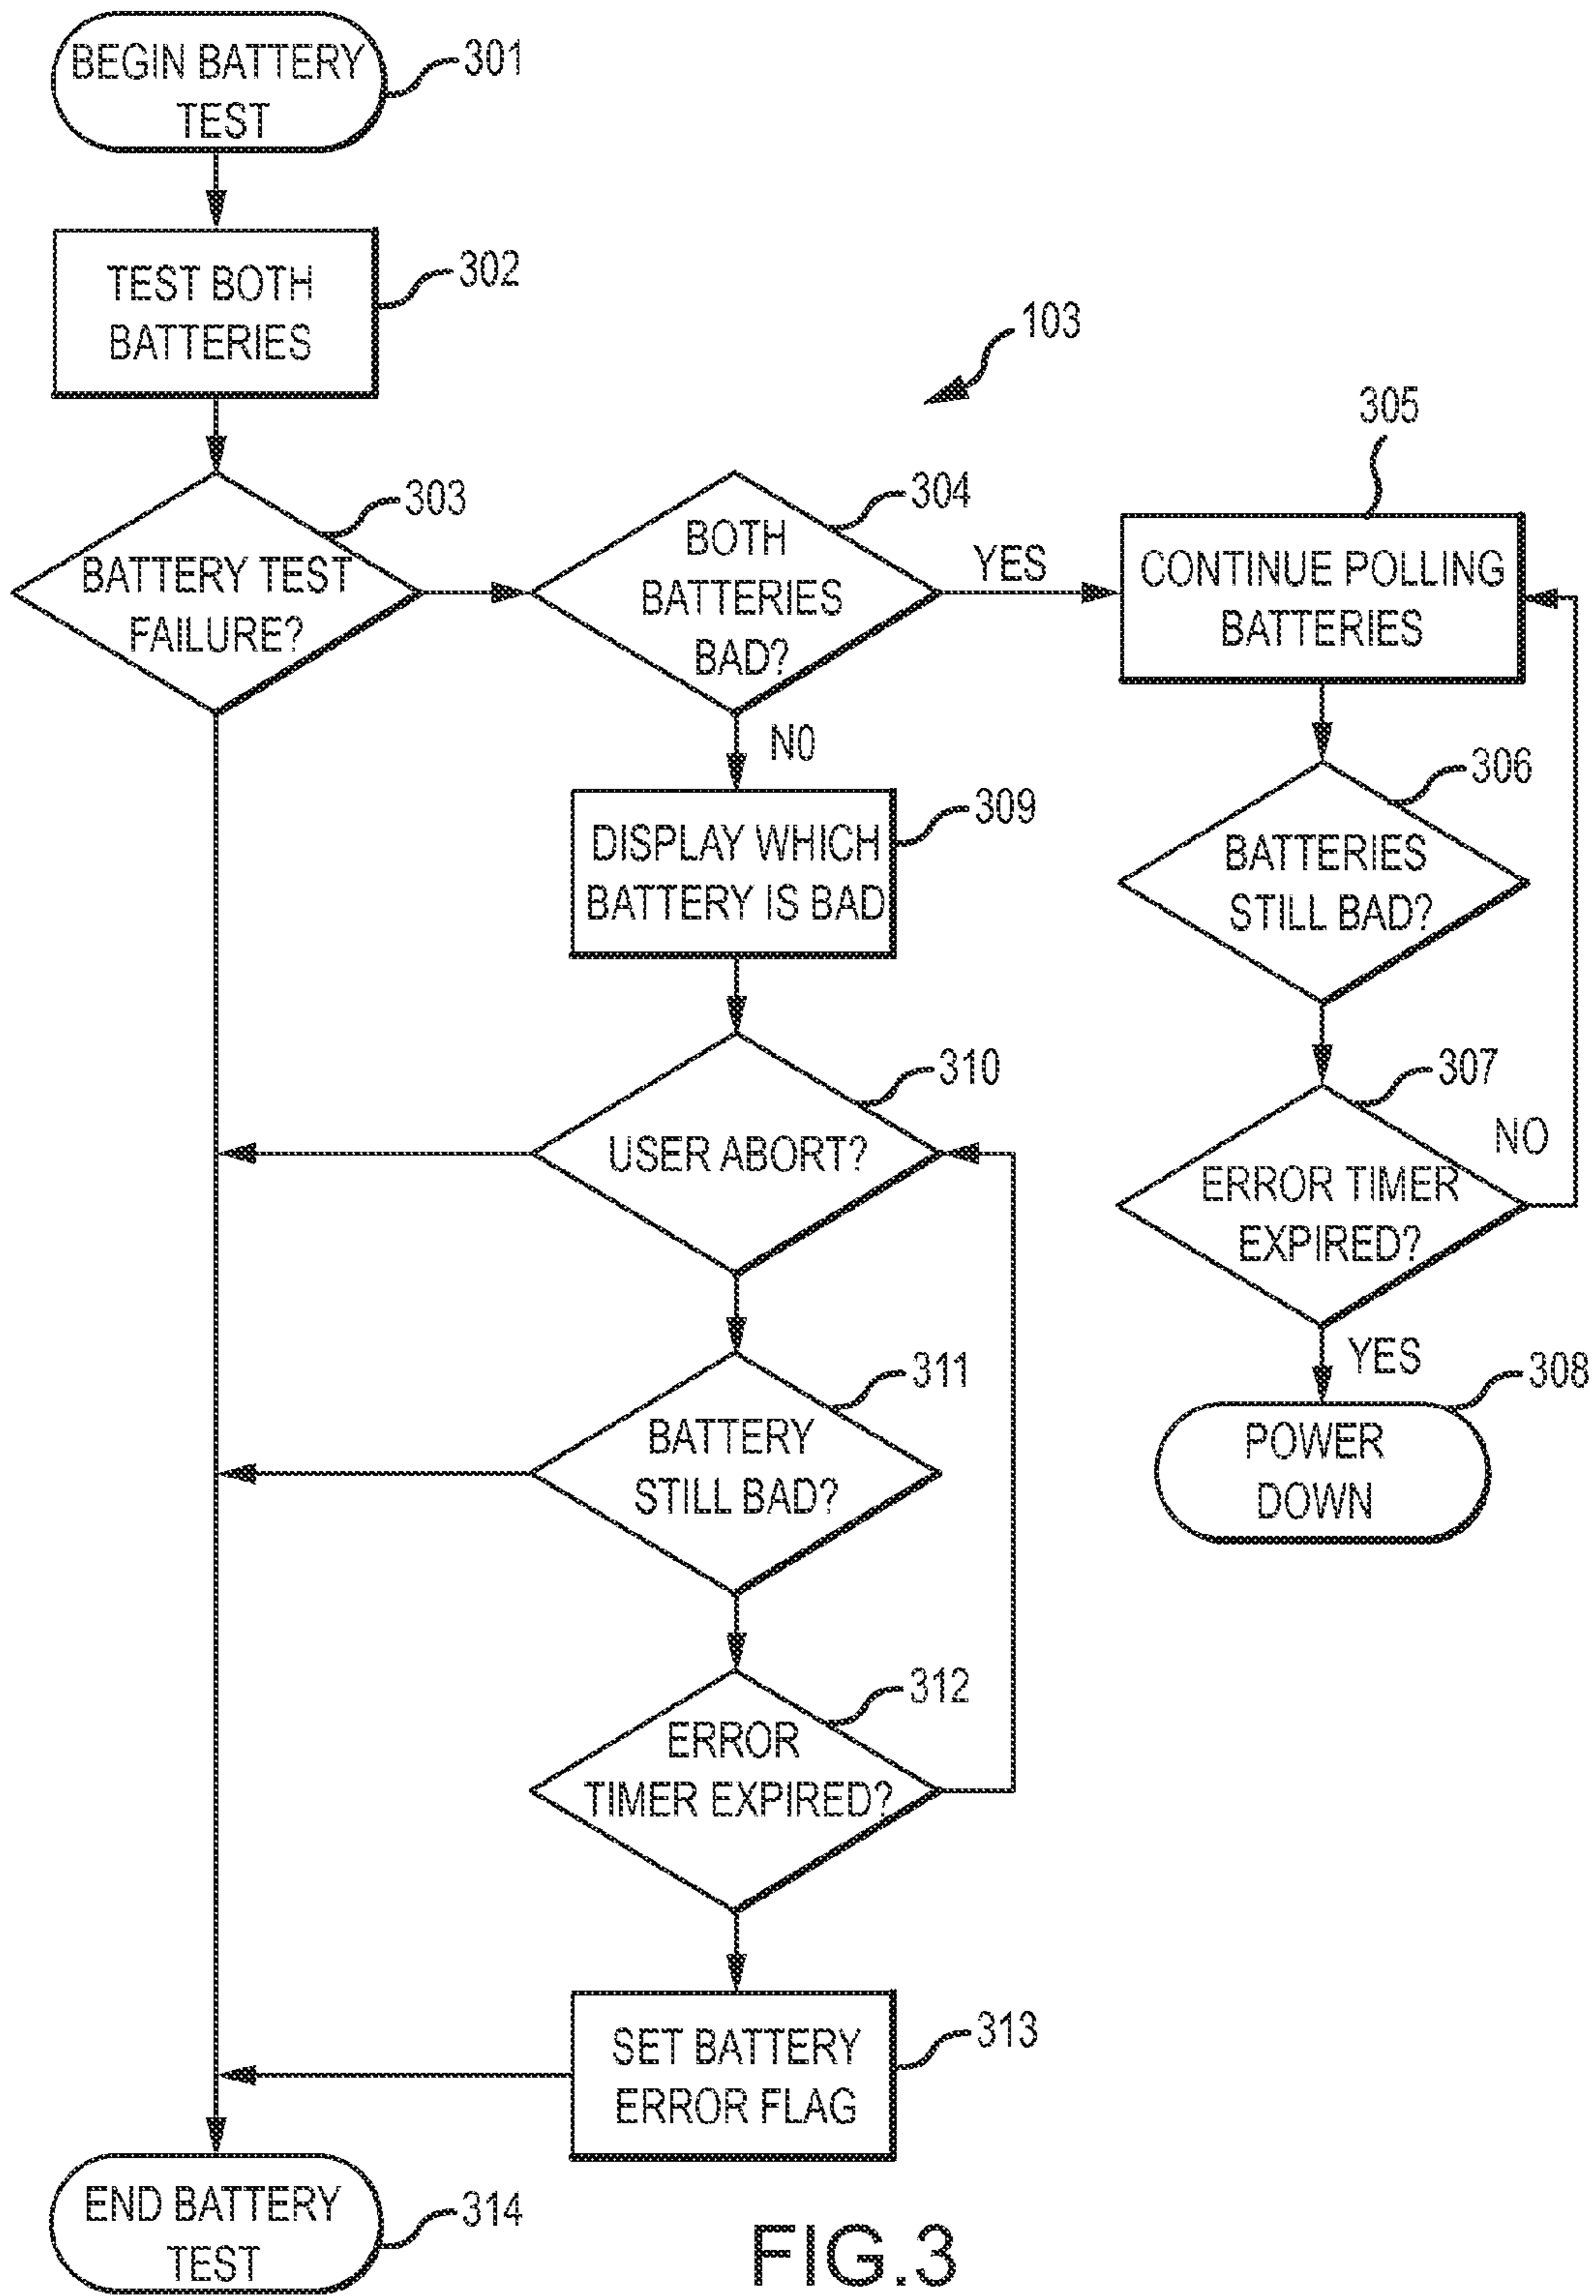 BEGIN BATTERY
TEST
301
TEST BOTH
BATTERIES
302
103
BATTERY TEST
FAILURE?
303
BOTH
BATTERIES
BAD?
304
YES
NO
305
CONTINUE POLLING
BATTERIES
BATTERIES
STILL BAD?
306
ERROR TIMER
EXPIRED?
307
NO
YES
POWER
DOWN
308
DISPLAY WHICH
BATTERY IS BAD
309
USER ABORT?
310
BATTERY
STILL BAD?
311
ERROR
TIMER EXPIRED?
312
SET BATTERY
ERROR FLAG
313
END BATTERY
TEST
314
FIG.3